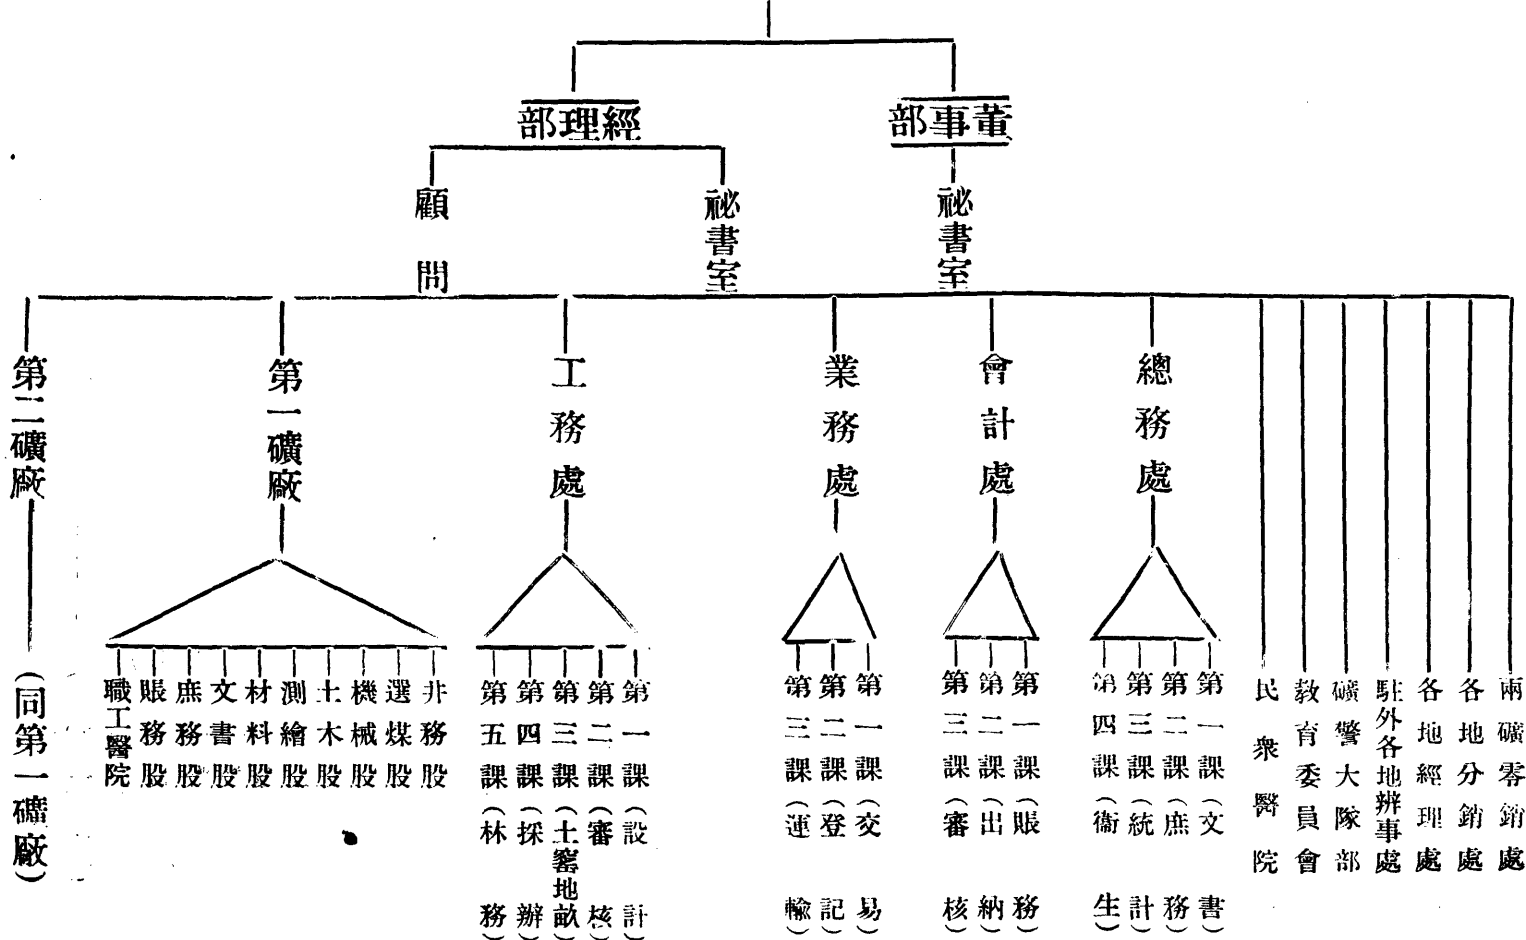 董事部
經理部
祕書室
祕書室
顧問
兩礦零銷處
各地分銷處
各地經理處
駐外各地辦事處
礦警大隊部
教育委員會
民衆醫院
總務處
第一課(文書)
第二課(庶務)
第三課(統計)
第四課(衞生)
會計處
第一課(賬務)
第二課(出納)
第三課(審核)
業務處
第一課(交易)
第二課(登記)
第三課(運輸)
工務處
第一課(設計)
第二課(審核)
第三課(土窰地畝)
第四課(採辦)
第五課(林務)
第一礦廠
井務股
選煤股
機械股
土木股
測繪股
材料股
文書股
庶務股
賬務股
職工醫院
第二礦廠
(同第一礦廠)